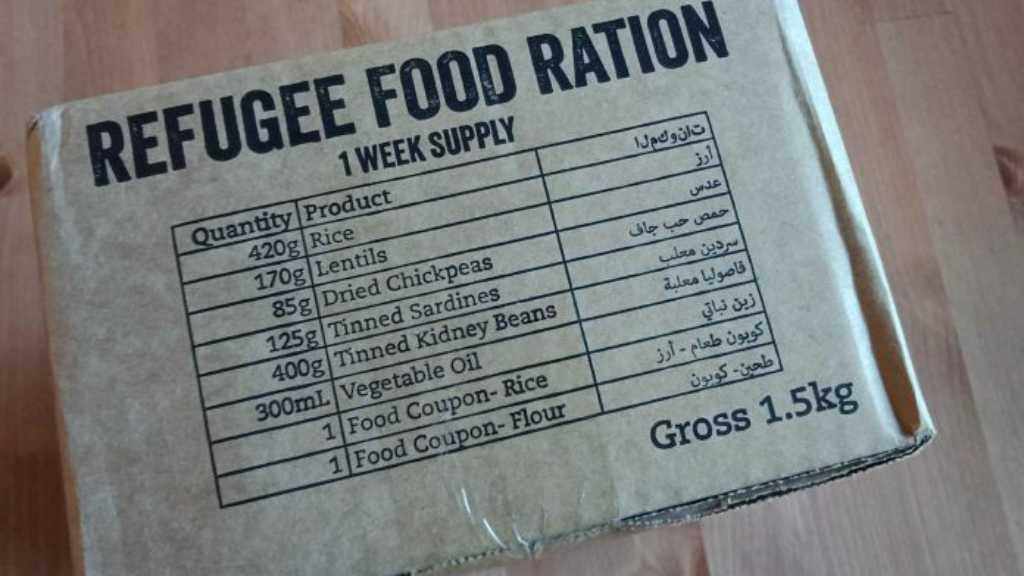 REFUGEE FOOD RATION
1 WEEK SUPPLY
Quantity Product تانوكملا
420g Rice أرز
170g Lentils عدس
85g Dried Chickpeas حمص حب جاف
125g Tinned Sardines سردين معلب
400g Tinned Kidney Beans فاصوليا معلبة
300mL Vegetable Oil زين نباتي
1 Food Coupon- Rice كوبون طعام - أرز
1 Food Coupon- Flour طحين- كوبون
Gross 1.5kg